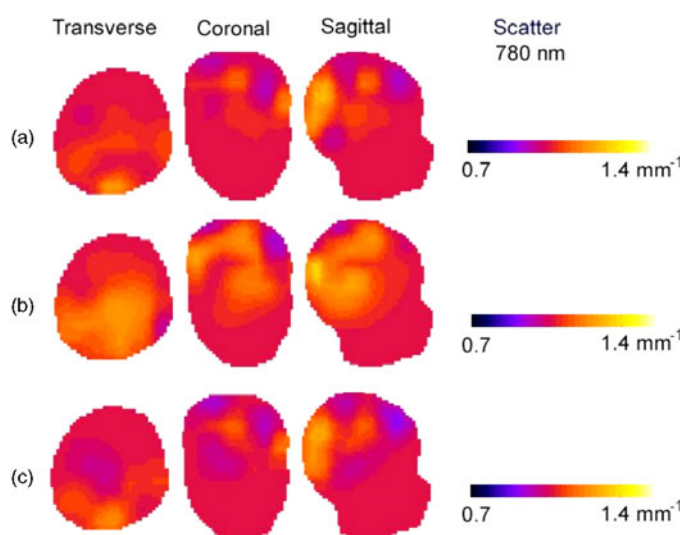 Transverse Coronal Sagittal Scatter
780 nm
(a)
0.7 1.4 mm-1
(b)
0.7 1.4 mm-1
(c)
0.7 1.4 mm-1